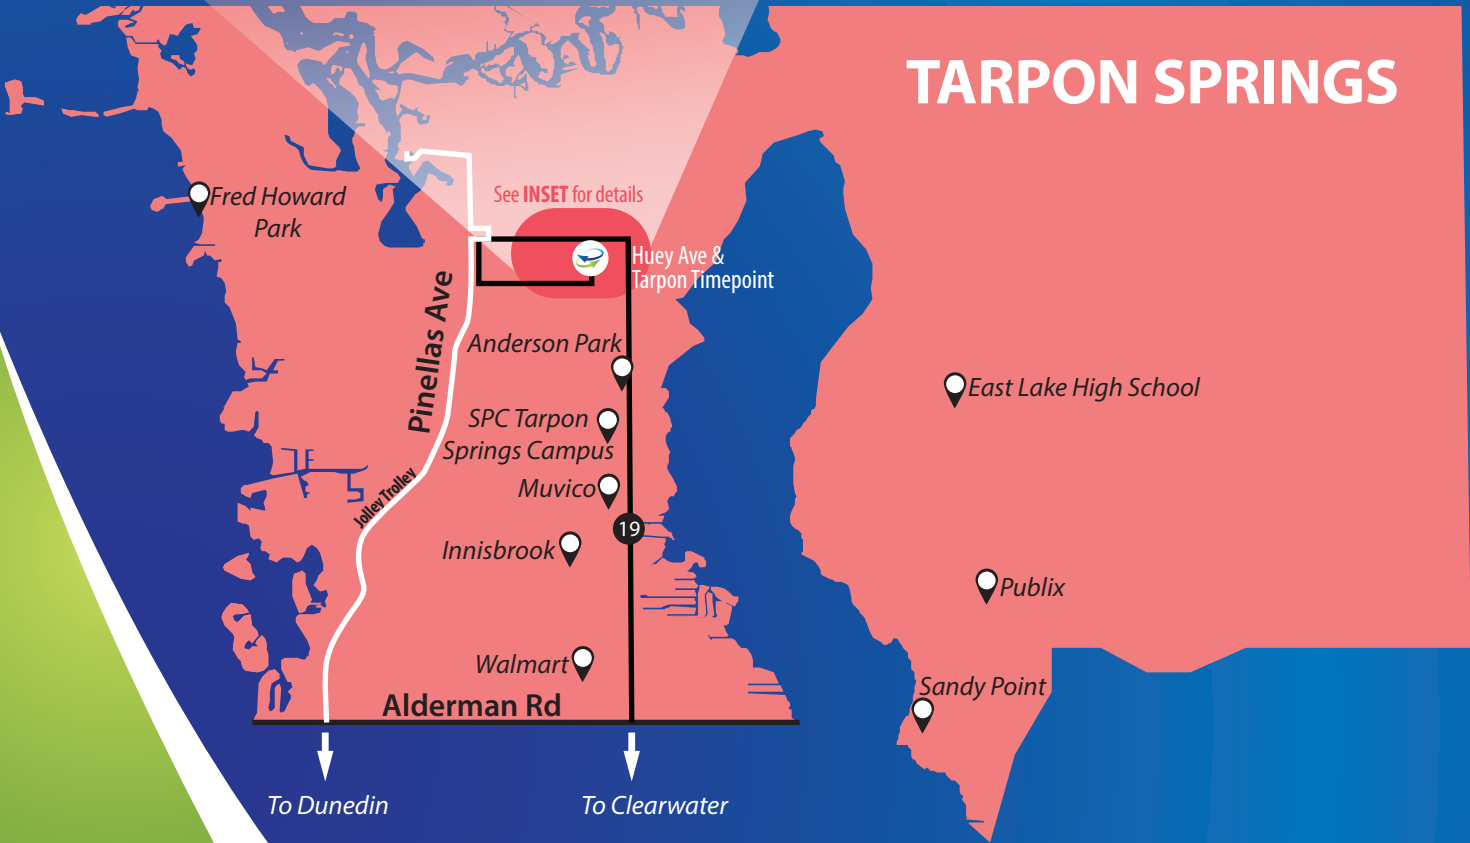 TARPON SPRINGS
Fred Howard
Park
See INSET for details
Huey Ave &
Tarpon Timepoint
Pinellas Ave
Anderson Park
East Lake High School
SPC Tarpon
Springs Campus
Jolley Trolley
Muvico
19
Innisbrook
Publix
Walmart
Sandy Point
Alderman Rd
To Dunedin
To Clearwater